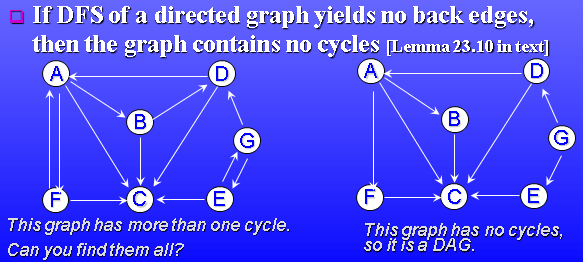 If DFS of a directed graph yields no back edges,
then the graph contains no cycles [Lemma 23.10 in text]
A
D
B
G
F
C
E
This graph has more than one cycle.
Can you find them all?
A
D
B
G
F
C
E
This graph has no cycles,
so it is a DAG.